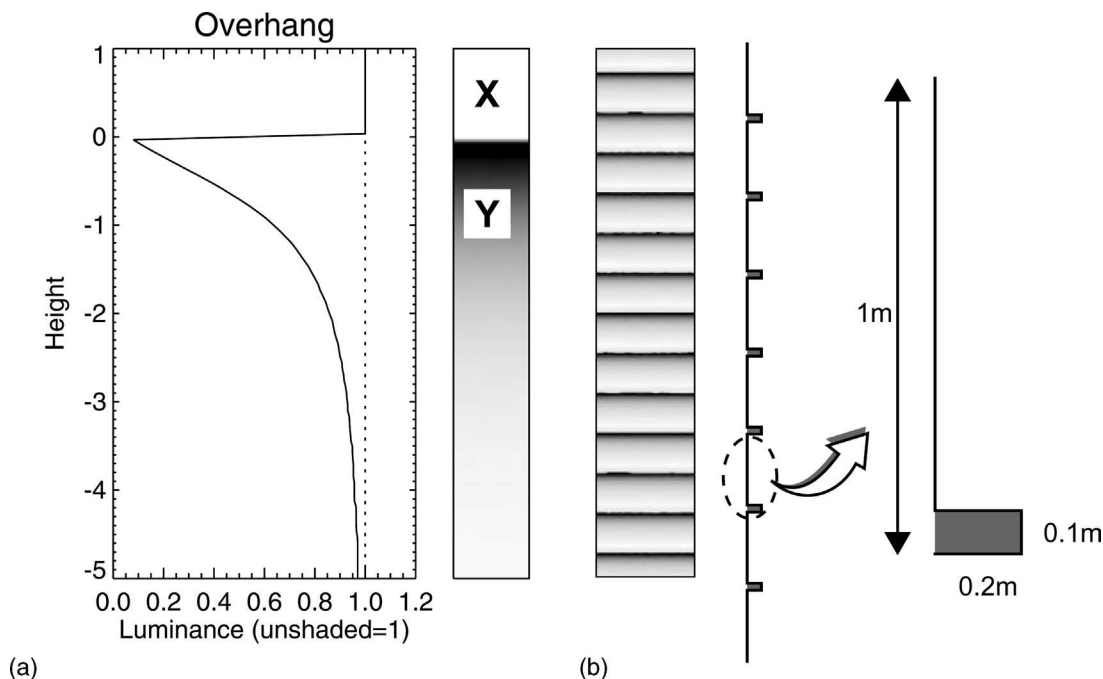 Overhang
1
0
-1
-2
-3
-4
-5
Height
0.0 0.2 0.4 0.6 0.8 1.0 1.2
Luminance (unshaded=1)
X
Y
(a)
1m
0.1m
0.2m
(b)